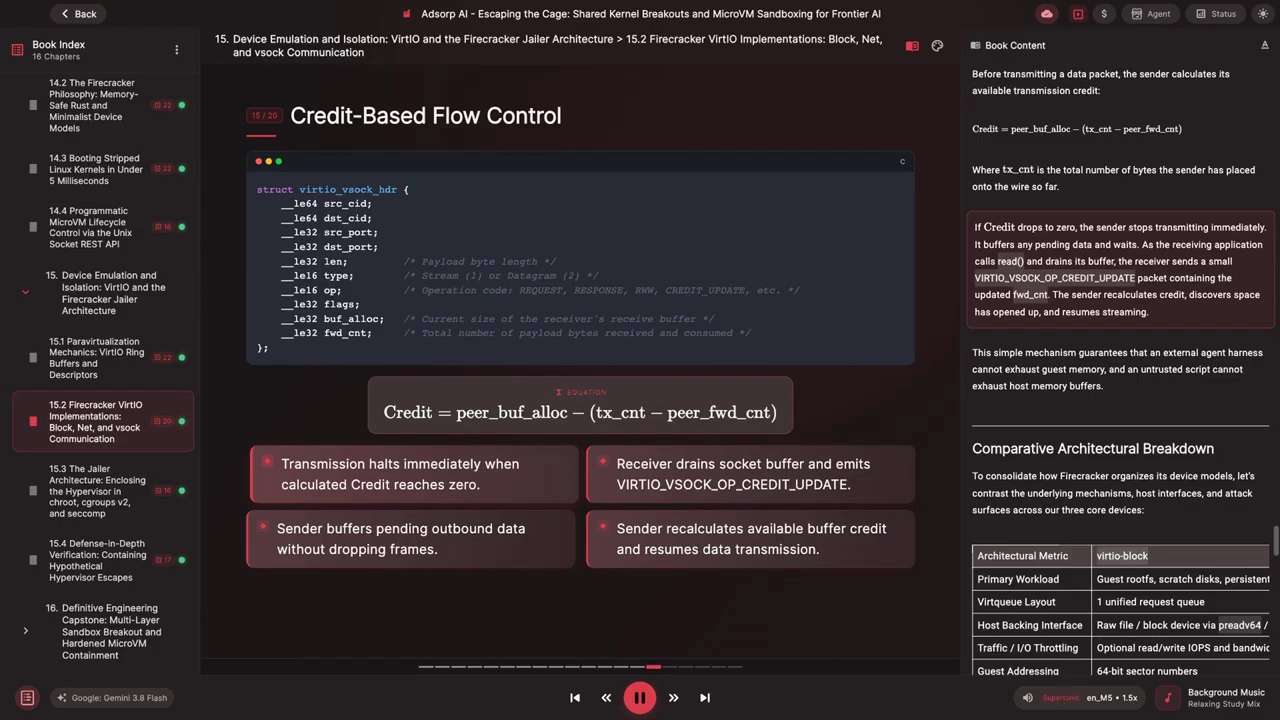 Back
Adsorp AI - Escaping the Cage: Shared Kernel Breakouts and MicroVM Sandboxing for Frontier AI
$
Agent
Status
Book Index
16 Chapters
14.2 The Firecracker
Philosophy: Memory-
Safe Rust and
Minimalist Device
Models
22
14.3 Booting Stripped
Linux Kernels in Under
5 Milliseconds
22
14.4 Programmatic
MicroVM Lifecycle
Control via the Unix
Socket REST API
16
15. Device Emulation and
Isolation: VirtIO and the
Firecracker Jailer
Architecture
15.1 Paravirtualization
Mechanics: VirtIO Ring
Buffers and
Descriptors
22
15.2 Firecracker VirtIO
Implementations:
Block, Net, and vsock
Communication
20
15.3 The Jailer
Architecture: Enclosing
the Hypervisor in
chroot, cgroups v2,
and seccomp
16
15.4 Defense-in-Depth
Verification: Containing
Hypothetical
Hypervisor Escapes
17
16. Definitive Engineering
Capstone: Multi-Layer
Sandbox Breakout and
Hardened MicroVM
Containment
15. Device Emulation and Isolation: VirtIO and the Firecracker Jailer Architecture > 15.2 Firecracker VirtIO Implementations: Block, Net,
and vsock Communication
15 / 20
Credit-Based Flow Control
C
struct virtio_vsock_hdr {
__le64 src_cid;
__le64 dst_cid;
__le32 src_port;
__le32 dst_port;
__le32 len; /* Payload byte length */
__le16 type; /* Stream (1) or Datagram (2) */
__le16 op; /* Operation code: REQUEST, RESPONSE, RWW, CREDIT_UPDATE, etc. */
__le32 flags;
__le32 buf_alloc; /* Current size of the receiver's receive buffer */
__le32 fwd_cnt; /* Total number of payload bytes received and consumed */
};
EQUATION
Credit = peer_buf_alloc − (tx_cnt − peer_fwd_cnt)
Transmission halts immediately when
calculated Credit reaches zero.
Receiver drains socket buffer and emits
VIRTIO_VSOCK_OP_CREDIT_UPDATE.
Sender buffers pending outbound data
without dropping frames.
Sender recalculates available buffer credit
and resumes data transmission.
Book Content
Before transmitting a data packet, the sender calculates its
available transmission credit:
Credit = peer_buf_alloc − (tx_cnt − peer_fwd_cnt)
Where tx_cnt is the total number of bytes the sender has placed
onto the wire so far.
If Credit drops to zero, the sender stops transmitting immediately.
It buffers any pending data and waits. As the receiving application
calls read() and drains its buffer, the receiver sends a small
VIRTIO_VSOCK_OP_CREDIT_UPDATE packet containing the
updated fwd_cnt. The sender recalculates credit, discovers space
has opened up, and resumes streaming.
This simple mechanism guarantees that an external agent harness
cannot exhaust guest memory, and an untrusted script cannot
exhaust host memory buffers.
Comparative Architectural Breakdown
To consolidate how Firecracker organizes its device models, let's
contrast the underlying mechanisms, host interfaces, and attack
surfaces across our three core devices:
Architectural Metric virtio-block
Primary Workload Guest rootfs, scratch disks, persistent
Virtqueue Layout 1 unified request queue
Host Backing Interface Raw file / block device via pread64 /
Traffic / I/O Throttling Optional read/write IOPS and bandwid
Guest Addressing 64-bit sector numbers
Google: Gemini 3.8 Flash
Supertonic en_M5 • 1.5x
Background Music
Relaxing Study Mix